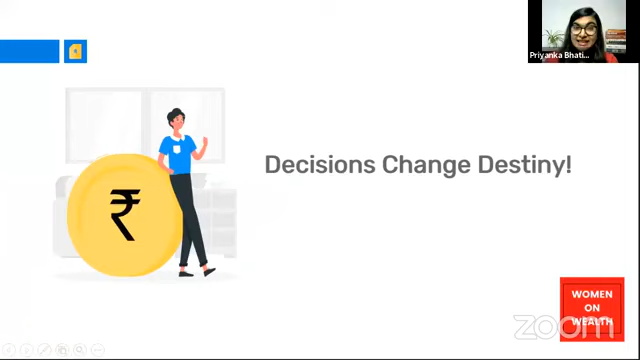 Priyanka Bhati...
₹
Decisions Change Destiny!
WOMEN
ON
WEALTH
zoom